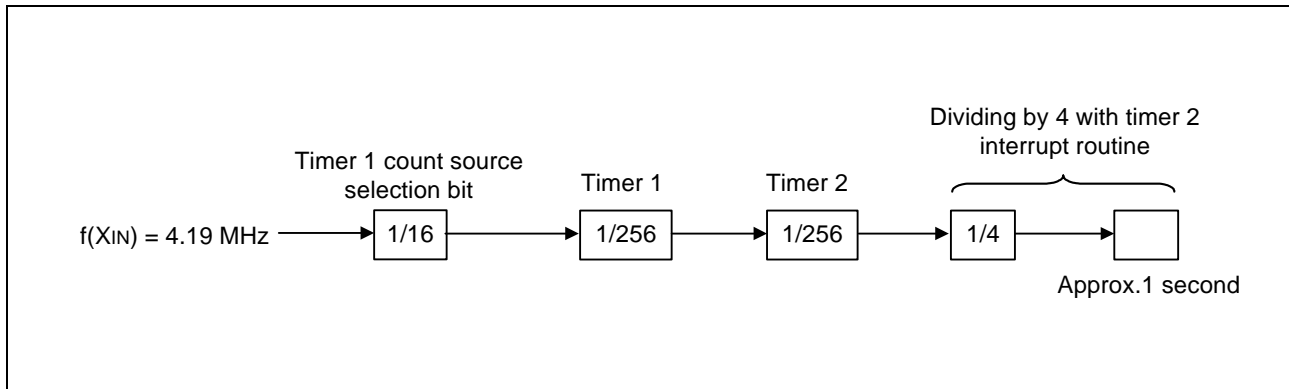 Dividing by 4 with timer 2
interrupt routine
Timer 1 count source
selection bit
Timer 1
Timer 2
f(XIN) = 4.19 MHz
1/16
1/256
1/256
1/4
Approx.1 second